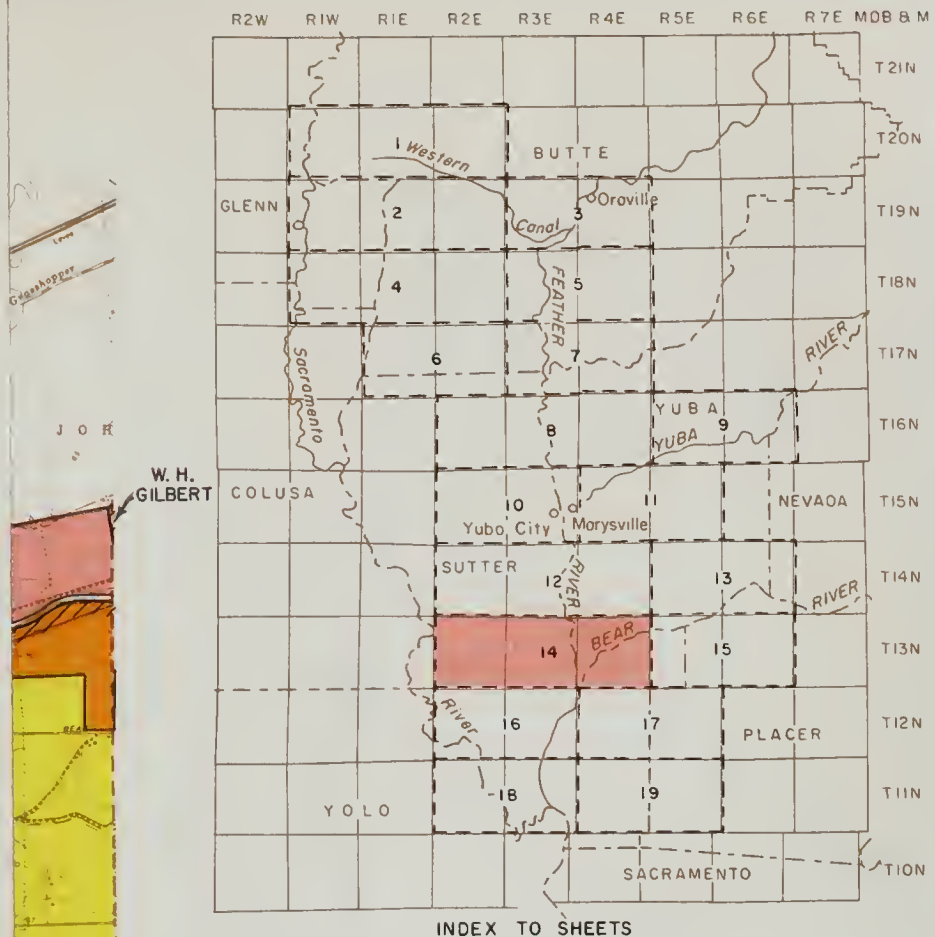 R2W R1W R1E R2E R3E R4E R5E R6E R7E MDB & M
T21N
T20N
1 Western
BUTTE
GLENN
2
3
Oroville
Canal
T19N
Levee
Grasshopper
4
5
T18N
FEATHER
Sacramento
6
7
RIVER
T17N
8
YUBA
9
YUBA
T16N
J O R
W. H.
GILBERT
COLUSA
10
11
NEVADA
T15N
Yuba City
Marysville
SUTTER
12
RIVER
13
RIVER
T14N
14
BEAR
15
T13N
River
16
17
PLACER
T12N
BEAR
YOLO
18
19
T11N
SACRAMENTO
T10N
INDEX TO SHEETS